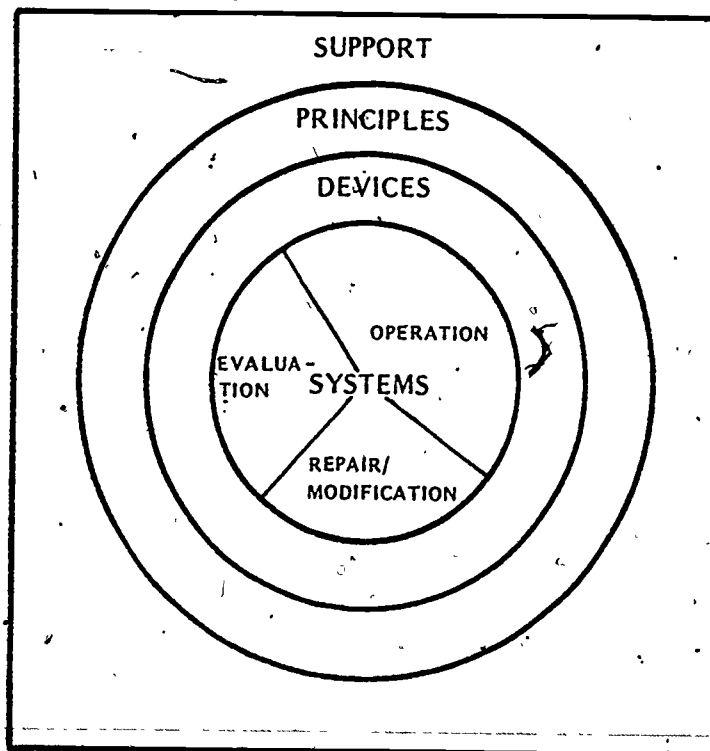 SUPPORT
PRINCIPLES
DEVICES
OPERATION
EVALUA-
TION
SYSTEMS
REPAIR/
MODIFICATION